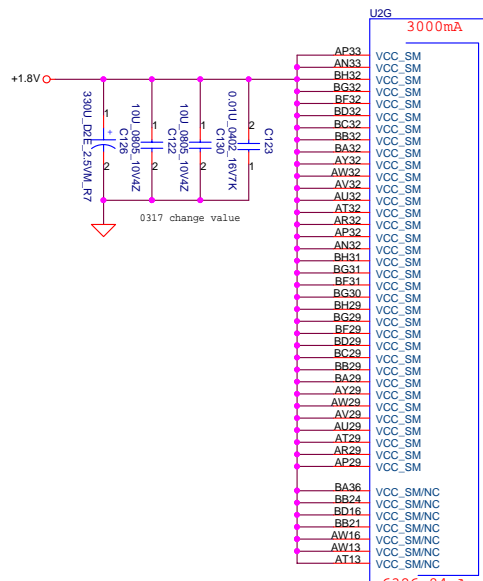 U2G
3000mA
+1.8V
AP33 VCC_SM
AN33 VCC_SM
BH32 VCC_SM
BG32 VCC_SM
BF32 VCC_SM
BD32 VCC_SM
BC32 VCC_SM
BB32 VCC_SM
BA32 VCC_SM
AY32 VCC_SM
AW32 VCC_SM
AV32 VCC_SM
AU32 VCC_SM
AT32 VCC_SM
AR32 VCC_SM
AP32 VCC_SM
AN32 VCC_SM
BH31 VCC_SM
BG31 VCC_SM
BF31 VCC_SM
BG30 VCC_SM
BH29 VCC_SM
BG29 VCC_SM
BF29 VCC_SM
BD29 VCC_SM
BC29 VCC_SM
BB29 VCC_SM
BA29 VCC_SM
AY29 VCC_SM
AW29 VCC_SM
AV29 VCC_SM
AU29 VCC_SM
AT29 VCC_SM
AR29 VCC_SM
AP29 VCC_SM
BA36 VCC_SM/NC
BB24 VCC_SM/NC
BD16 VCC_SM/NC
BB21 VCC_SM/NC
AW16 VCC_SM/NC
AW13 VCC_SM/NC
AT13 VCC_SM/NC
330U_D2E_2.5VM_R7
1
+
2
C126
10U_0805_10V4Z
1
2
C122
10U_0805_10V4Z
1
2
C130
0.01U_0402_16V7K
2
1
C123
0317 change value